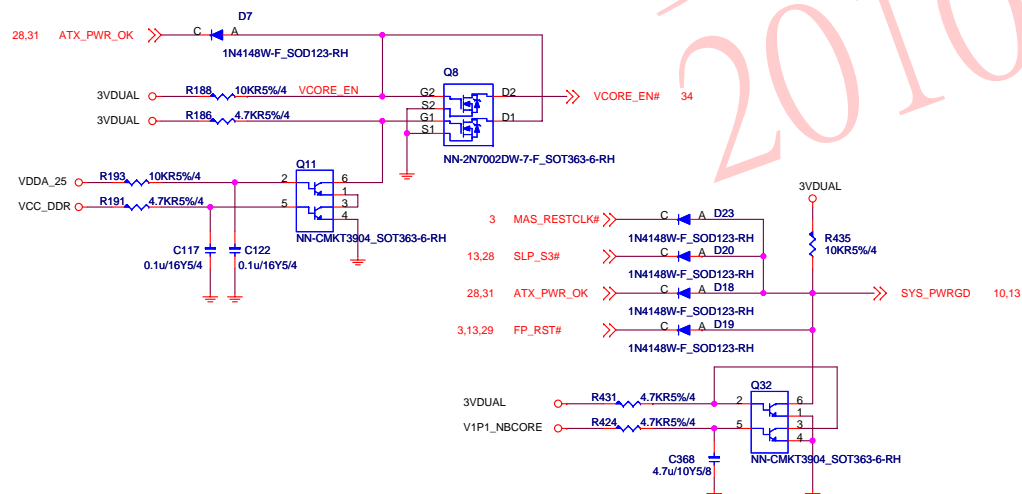 D7
28,31 ATX_PWR_OK C A
1N4148W-F_SOD123-RH
Q8
3VDUAL R188 10KR5%/4 VCORE_EN G2 D2 VCORE_EN# 34
S2
3VDUAL R186 4.7KR5%/4 G1 D1
S1
NN-2N7002DW-7-F_SOT363-6-RH
Q11
VDDA_25 R193 10KR5%/4 2 6
1
VCC_DDR R191 4.7KR5%/4 5 3
4
NN-CMKT3904_SOT363-6-RH
C117 C122
0.1u/16Y5/4 0.1u/16Y5/4
2010
3VDUAL
3 MAS_RESTCLK# C A D23
1N4148W-F_SOD123-RH
R435
10KR5%/4
13,28 SLP_S3# C A D20
1N4148W-F_SOD123-RH
28,31 ATX_PWR_OK C A D18 SYS_PWRGD 10,13
1N4148W-F_SOD123-RH
3,13,29 FP_RST# C A D19
1N4148W-F_SOD123-RH
Q32
3VDUAL R431 4.7KR5%/4 2 6
1
V1P1_NBCORE R424 4.7KR5%/4 5 3
4
NN-CMKT3904_SOT363-6-RH
C368
4.7u/10Y5/8